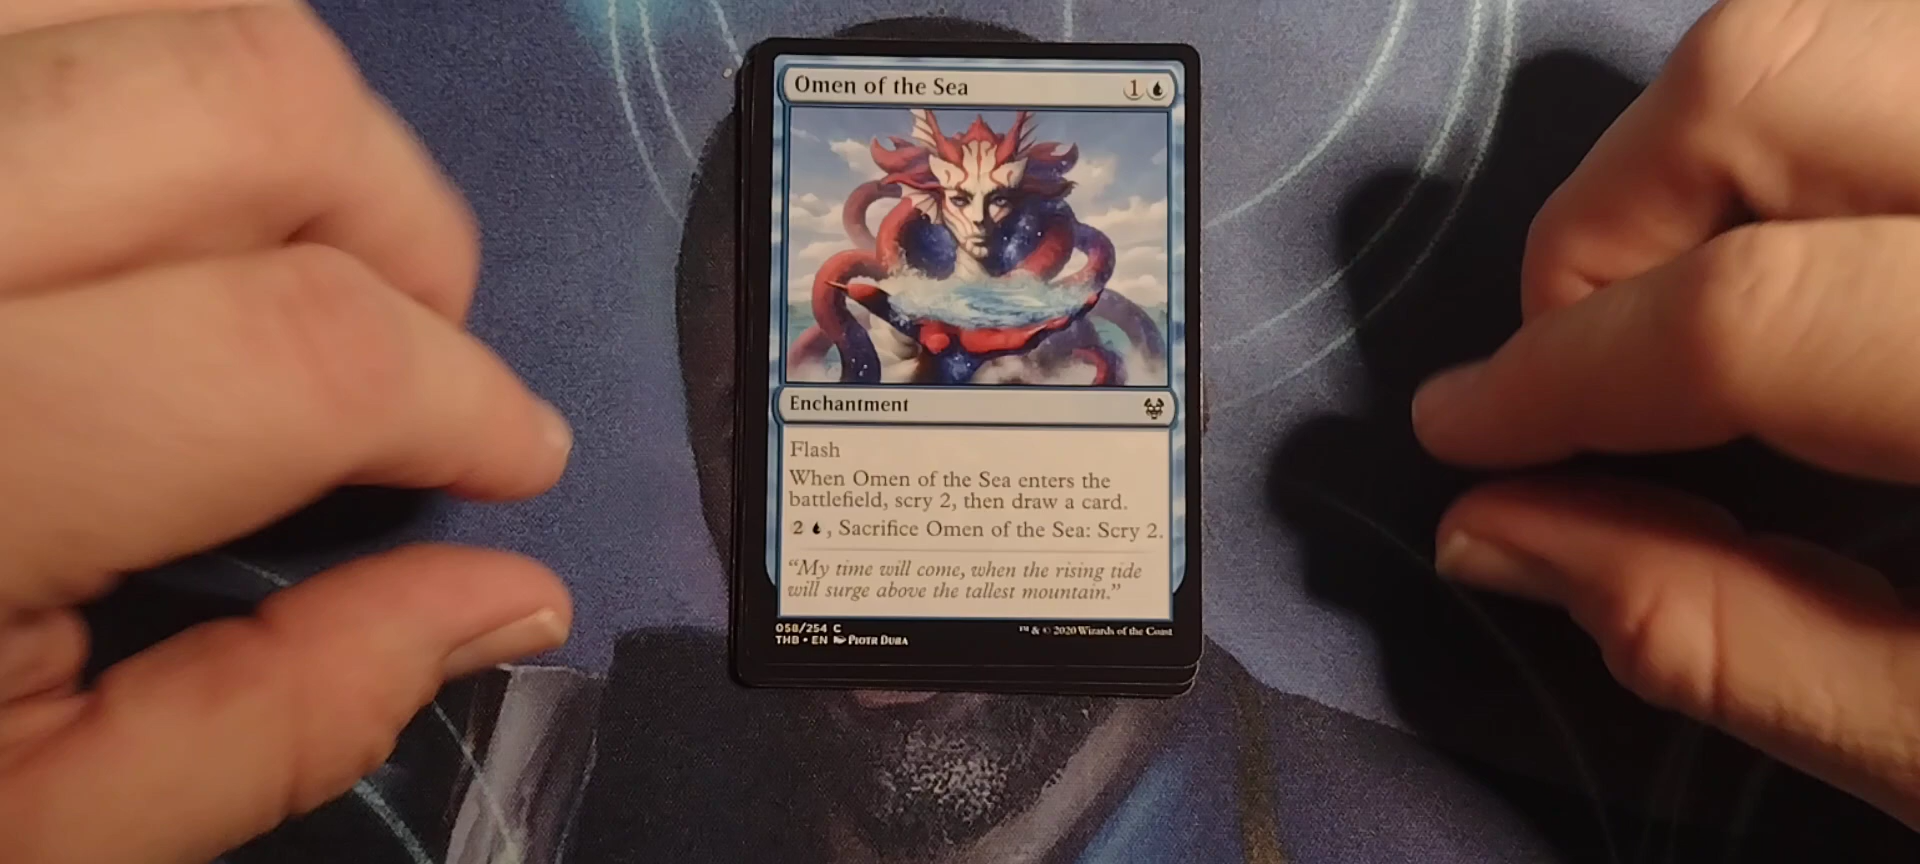 Omen of the Sea 1
Enchantment
Flash
When Omen of the Sea enters the
battlefield, scry 2, then draw a card.
2 , Sacrifice Omen of the Sea: Scry 2.
“My time will come, when the rising tide
will surge above the tallest mountain.”
058/254 C
THB • EN Piotr Dura
™ & © 2020 Wizards of the Coast